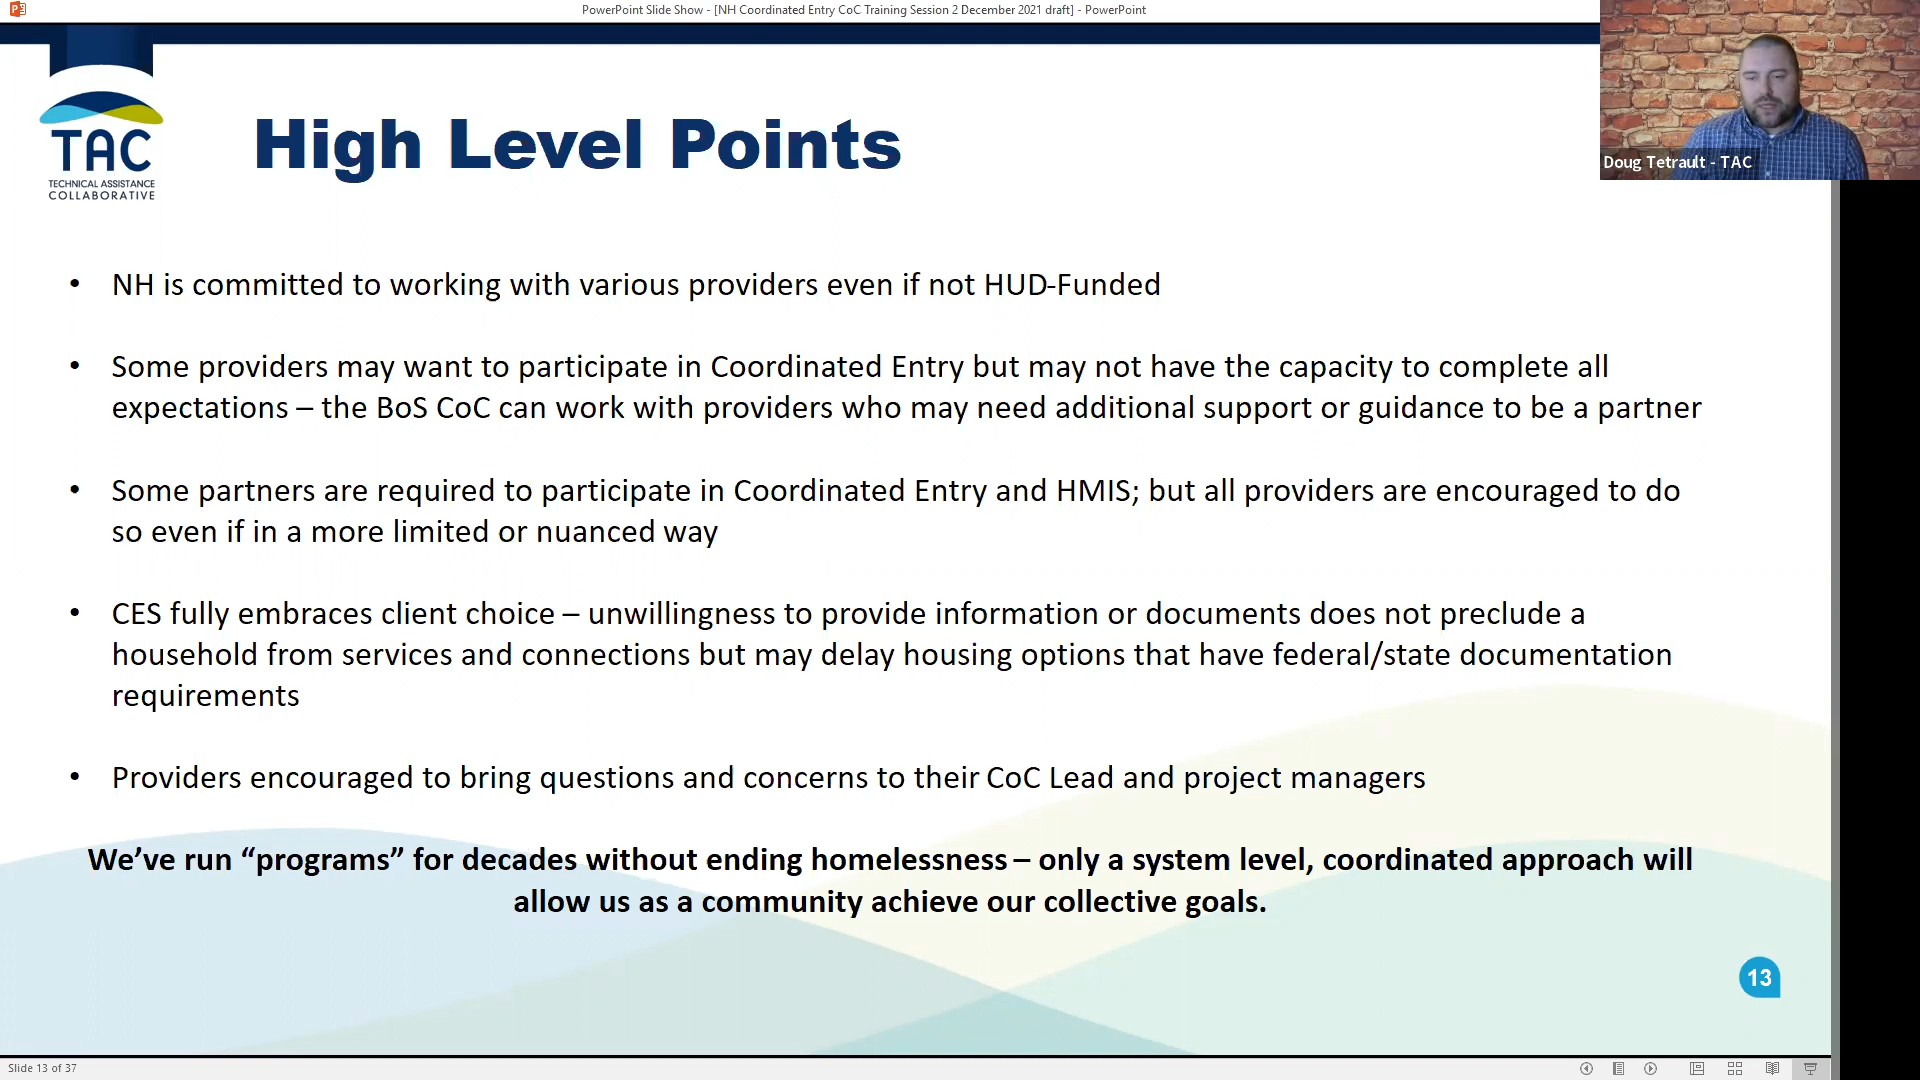 PowerPoint Slide Show - [NH Coordinated Entry CoC Training Session 2 December 2021 draft] - PowerPoint
Doug Tetrault - TAC
TAC
TECHNICAL ASSISTANCE
COLLABORATIVE
High Level Points
• NH is committed to working with various providers even if not HUD-Funded
• Some providers may want to participate in Coordinated Entry but may not have the capacity to complete all
expectations – the BoS CoC can work with providers who may need additional support or guidance to be a partner
• Some partners are required to participate in Coordinated Entry and HMIS; but all providers are encouraged to do
so even if in a more limited or nuanced way
• CES fully embraces client choice – unwillingness to provide information or documents does not preclude a
household from services and connections but may delay housing options that have federal/state documentation
requirements
• Providers encouraged to bring questions and concerns to their CoC Lead and project managers
We’ve run “programs” for decades without ending homelessness – only a system level, coordinated approach will
allow us as a community achieve our collective goals.
13
Slide 13 of 37